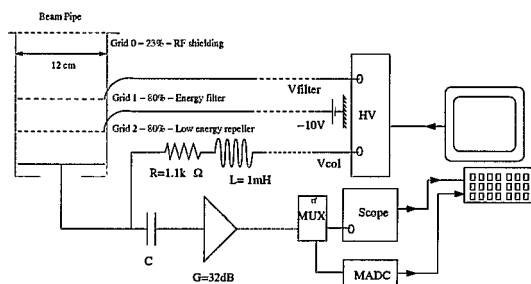 Beam Pipe
Grid 0 - 23% - RF shielding
12 cm
Vfilter
Grid 1 - 80% - Energy filter
-10V
HV
Grid 2 - 80% - Low energy repeller
Vcol
R=1.1k Ω
L= 1mH
MUX
Scope
C
G=32dB
MADC